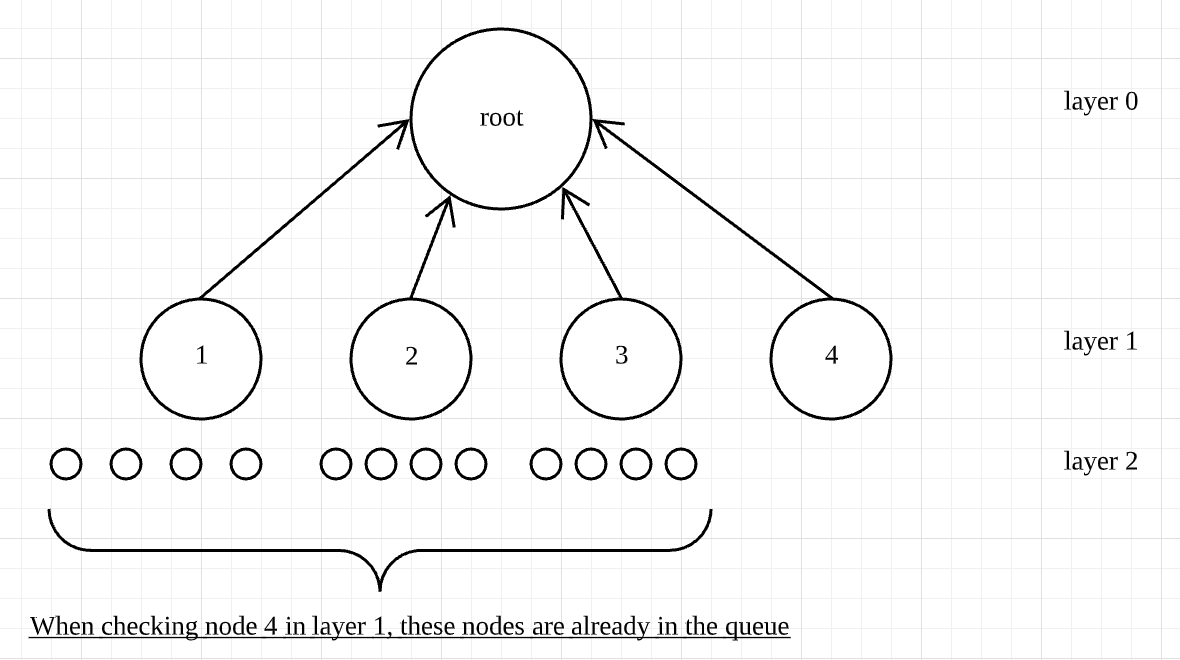 root
layer 0
1
2
3
4
layer 1
layer 2
When checking node 4 in layer 1, these nodes are already in the queue